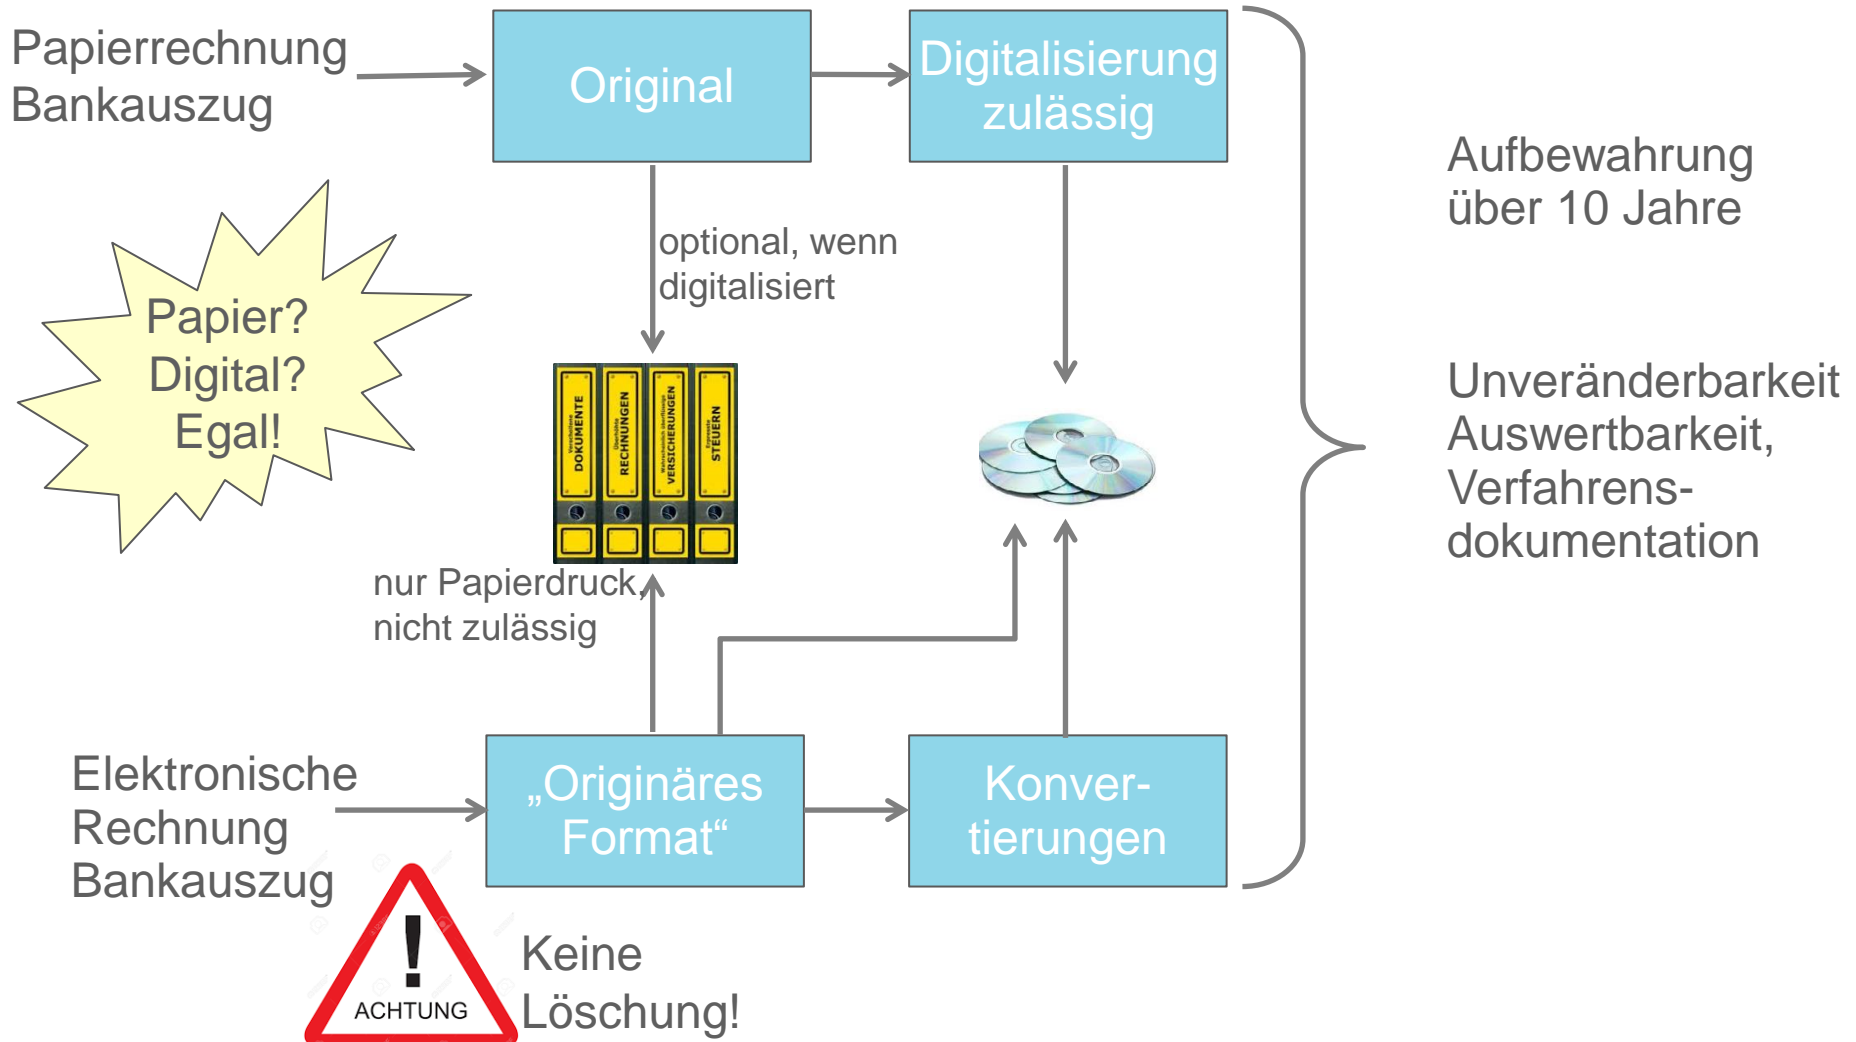 Papierrechnung
Bankauszug
Original
Digitalisierung
zulässig
Aufbewahrung
über 10 Jahre
optional, wenn
digitalisiert
Papier?
Digital?
Egal!
DOKUMENTE
RECHNUNGEN
VERSICHERUNGEN
STEUERN
Unveränderbarkeit
Auswertbarkeit,
Verfahrens-
dokumentation
nur Papierdruck,
nicht zulässig
Elektronische
Rechnung
Bankauszug
„Originäres
Format“
Konver-
tierungen
!
ACHTUNG
Keine
Löschung!